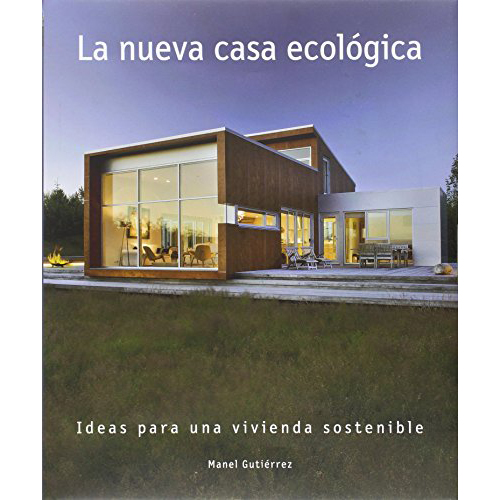 La nueva casa ecológica
Ideas para una vivienda sostenible
Manel Gutiérrez